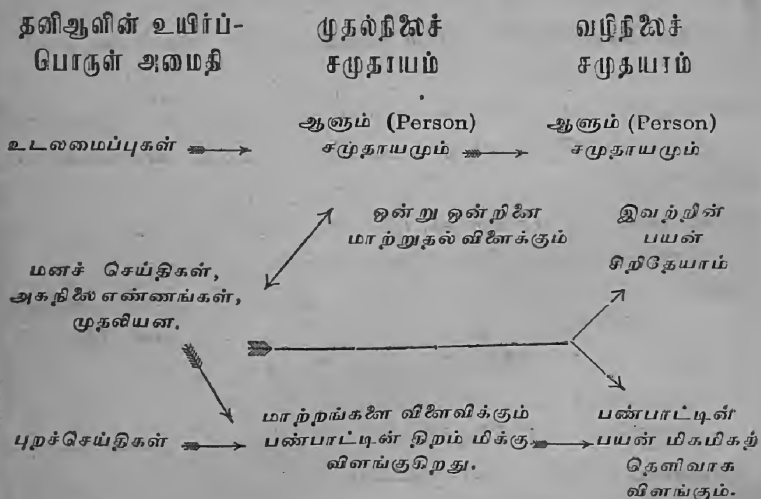 தனிஆளின் உயிர்ப்-
பொருள் அமைதி
முதல்நிலைச்
சமுதாயம்
வழிநிலைச்
சமுதயாம்
உடலமைப்புகள்
ஆளும் (Person)
சமுதாயமும்
ஆளும் (Person)
சமுதாயமும்
மனச் செய்திகள்,
அகநிலை எண்ணங்கள்,
முதலியன.
ஒன்று ஒன்றினை
மாற்றுதல் விளைக்கும்
இவற்றின்
பயன்
சிறிதேயாம்
புறச்செய்திகள்
மாற்றங்களை விளைவிக்கும்
பண்பாட்டின் நிறம் மிக்கு
விளங்குகிறது.
பண்பாட்டின்
பயன் மிகமிகத்
தெளிவாக
விளங்கும்.